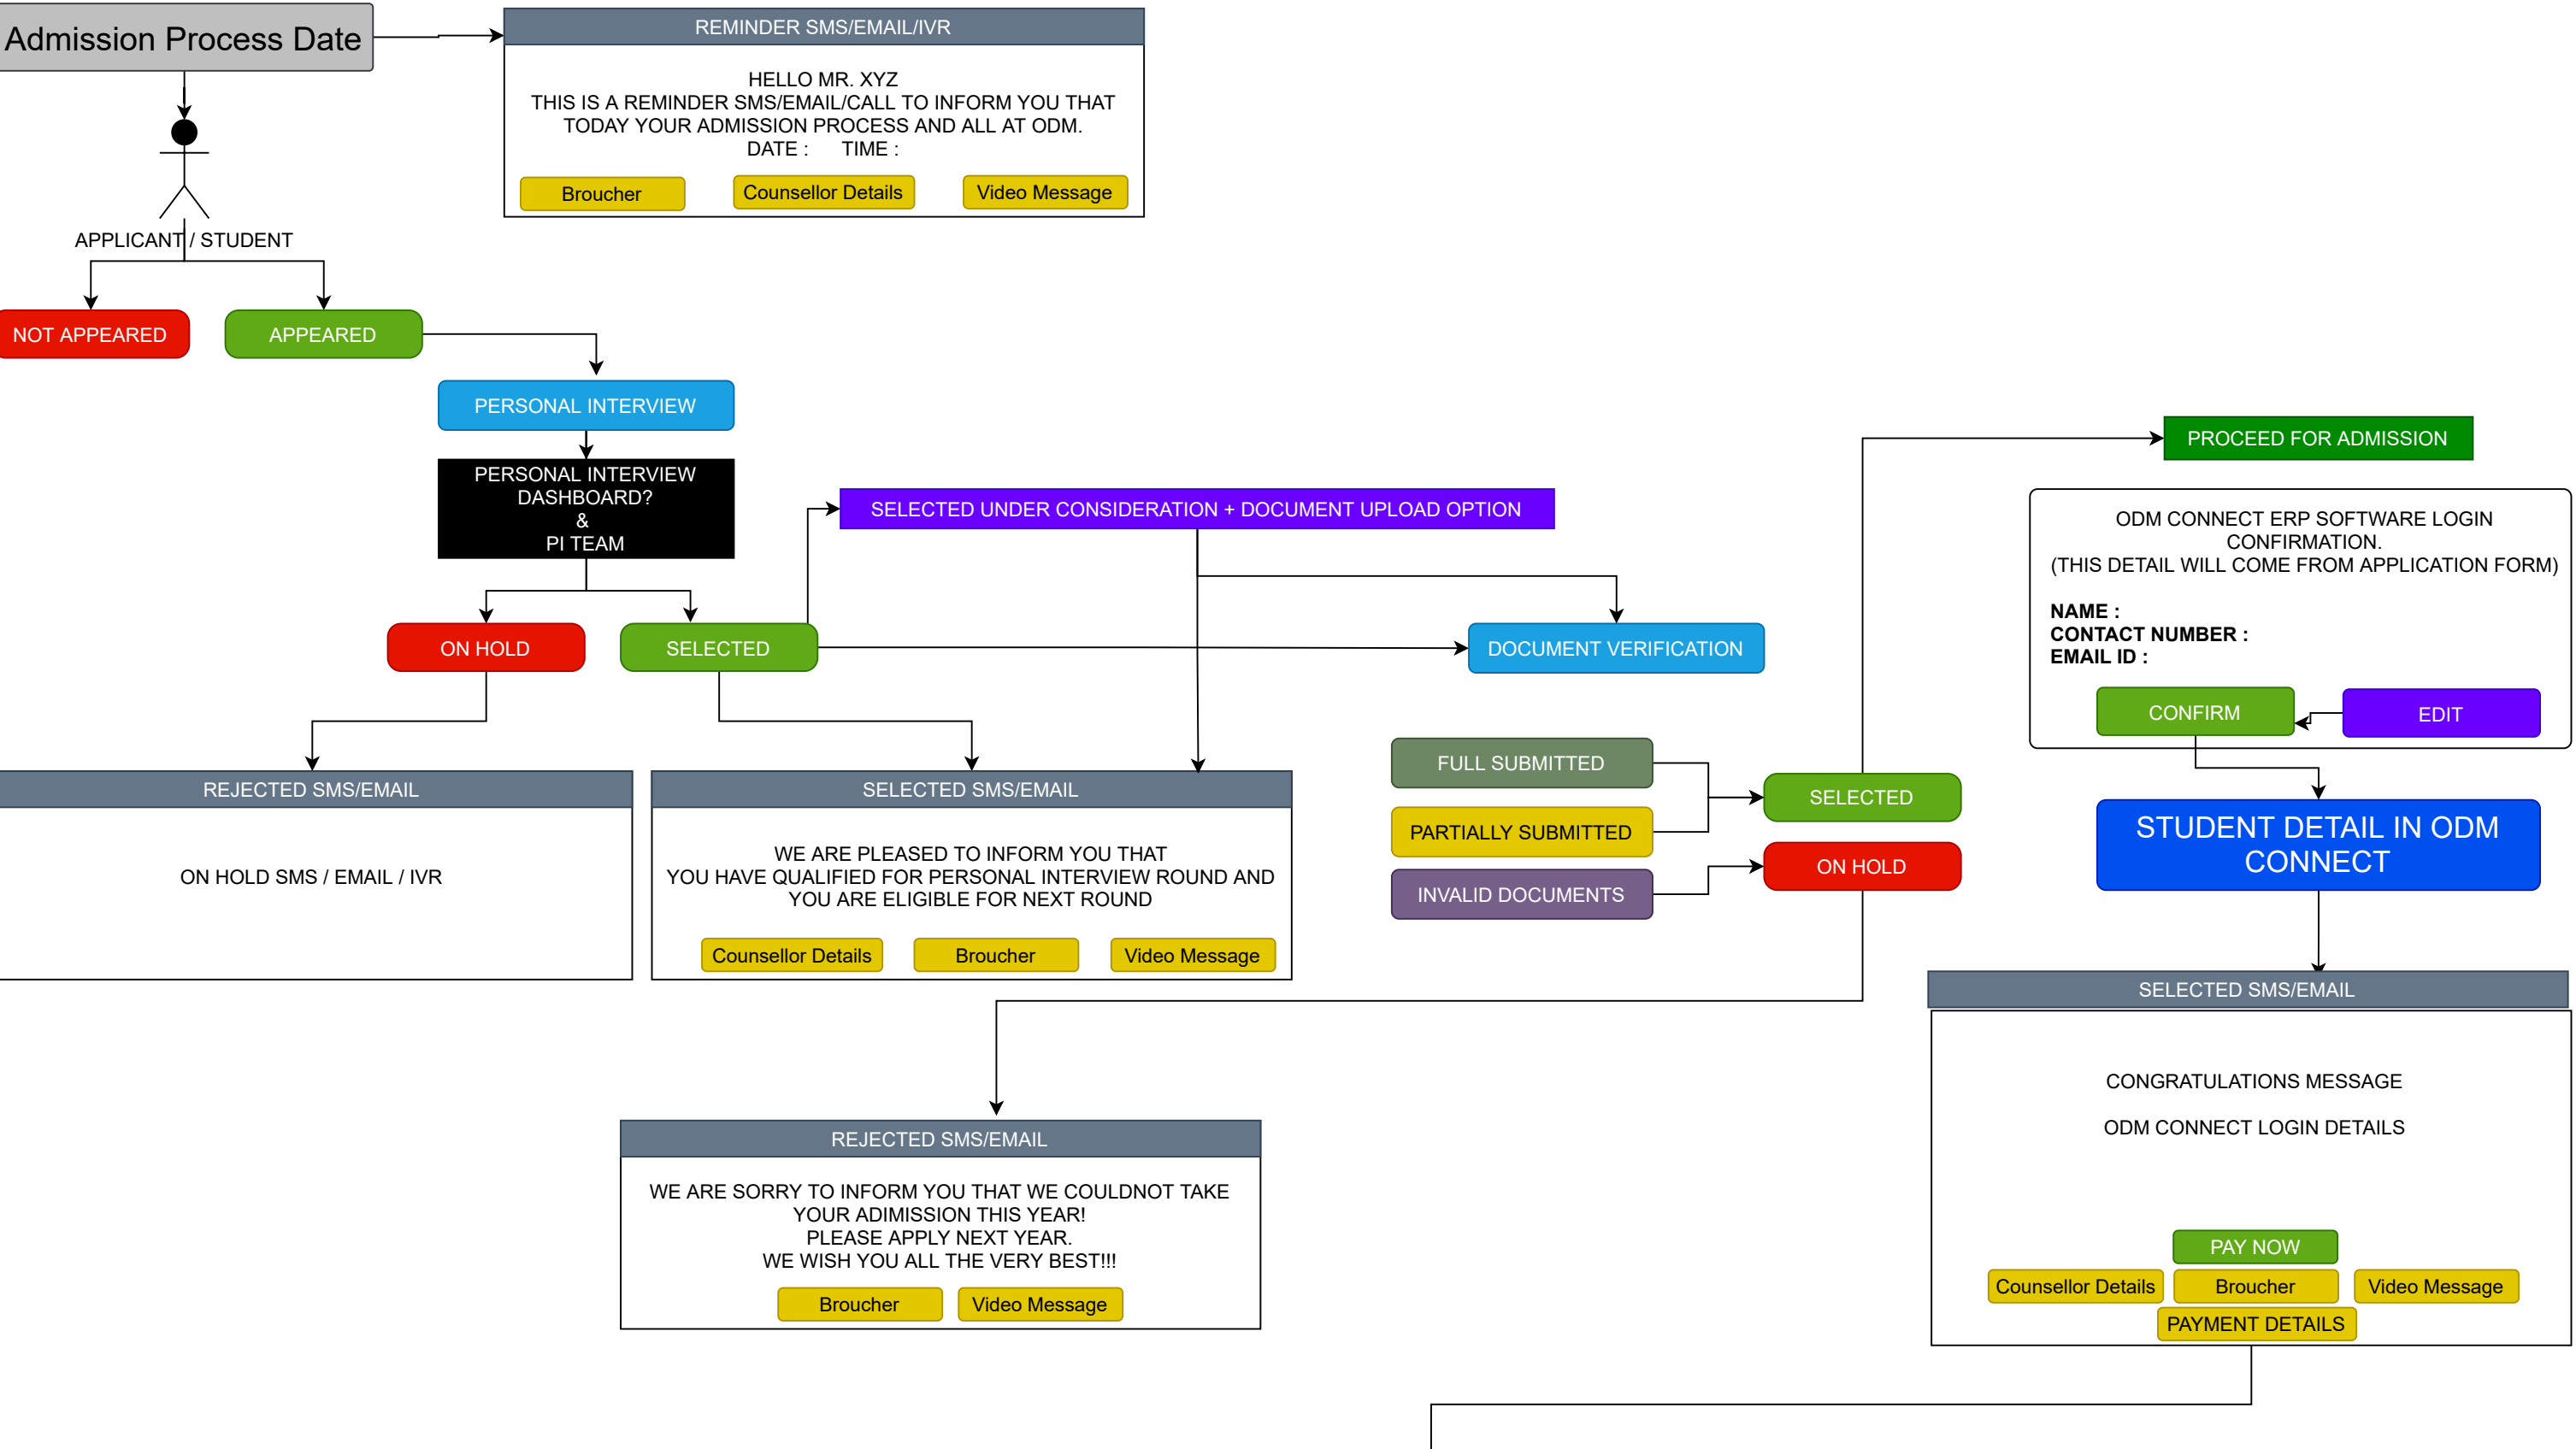 Admission Process Date
REMINDER SMS/EMAIL/IVR
HELLO MR. XYZ
THIS IS A REMINDER SMS/EMAIL/CALL TO INFORM YOU THAT
TODAY YOUR ADMISSION PROCESS AND ALL AT ODM.
DATE : TIME :
Broucher
Counsellor Details
Video Message
APPLICANT / STUDENT
NOT APPEARED
APPEARED
PERSONAL INTERVIEW
PERSONAL INTERVIEW
DASHBOARD?
&
PI TEAM
ON HOLD
SELECTED
SELECTED UNDER CONSIDERATION + DOCUMENT UPLOAD OPTION
DOCUMENT VERIFICATION
REJECTED SMS/EMAIL
ON HOLD SMS / EMAIL / IVR
SELECTED SMS/EMAIL
WE ARE PLEASED TO INFORM YOU THAT
YOU HAVE QUALIFIED FOR PERSONAL INTERVIEW ROUND AND
YOU ARE ELIGIBLE FOR NEXT ROUND
Counsellor Details
Broucher
Video Message
FULL SUBMITTED
PARTIALLY SUBMITTED
INVALID DOCUMENTS
SELECTED
ON HOLD
REJECTED SMS/EMAIL
WE ARE SORRY TO INFORM YOU THAT WE COULDNOT TAKE
YOUR ADIMISSION THIS YEAR!
PLEASE APPLY NEXT YEAR.
WE WISH YOU ALL THE VERY BEST!!!
Broucher
Video Message
PROCEED FOR ADMISSION
ODM CONNECT ERP SOFTWARE LOGIN
CONFIRMATION.
(THIS DETAIL WILL COME FROM APPLICATION FORM)
NAME :
CONTACT NUMBER :
EMAIL ID :
CONFIRM
EDIT
STUDENT DETAIL IN ODM
CONNECT
SELECTED SMS/EMAIL
CONGRATULATIONS MESSAGE
ODM CONNECT LOGIN DETAILS
PAY NOW
Counsellor Details
Broucher
Video Message
PAYMENT DETAILS